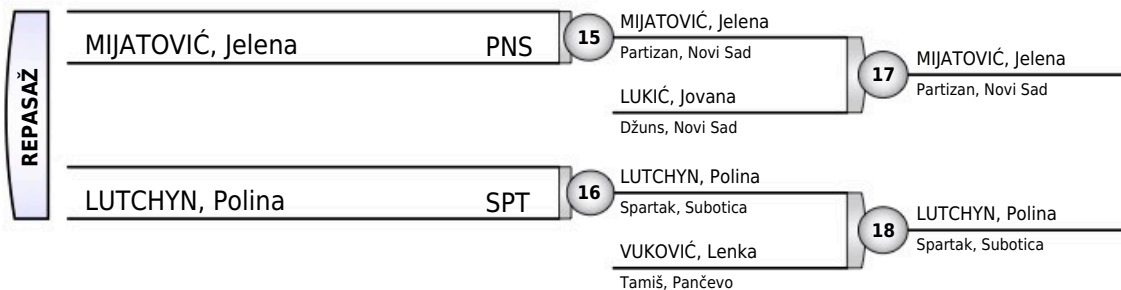 REPASAŽ
MIJATOVIĆ, Jelena PNS
15
MIJATOVIĆ, Jelena
Partizan, Novi Sad
LUKIĆ, Jovana
Džuns, Novi Sad
17
MIJATOVIĆ, Jelena
Partizan, Novi Sad
LUTCHYN, Polina SPT
16
LUTCHYN, Polina
Spartak, Subotica
VUKOVIĆ, Lenka
Tamiš, Pančevo
18
LUTCHYN, Polina
Spartak, Subotica